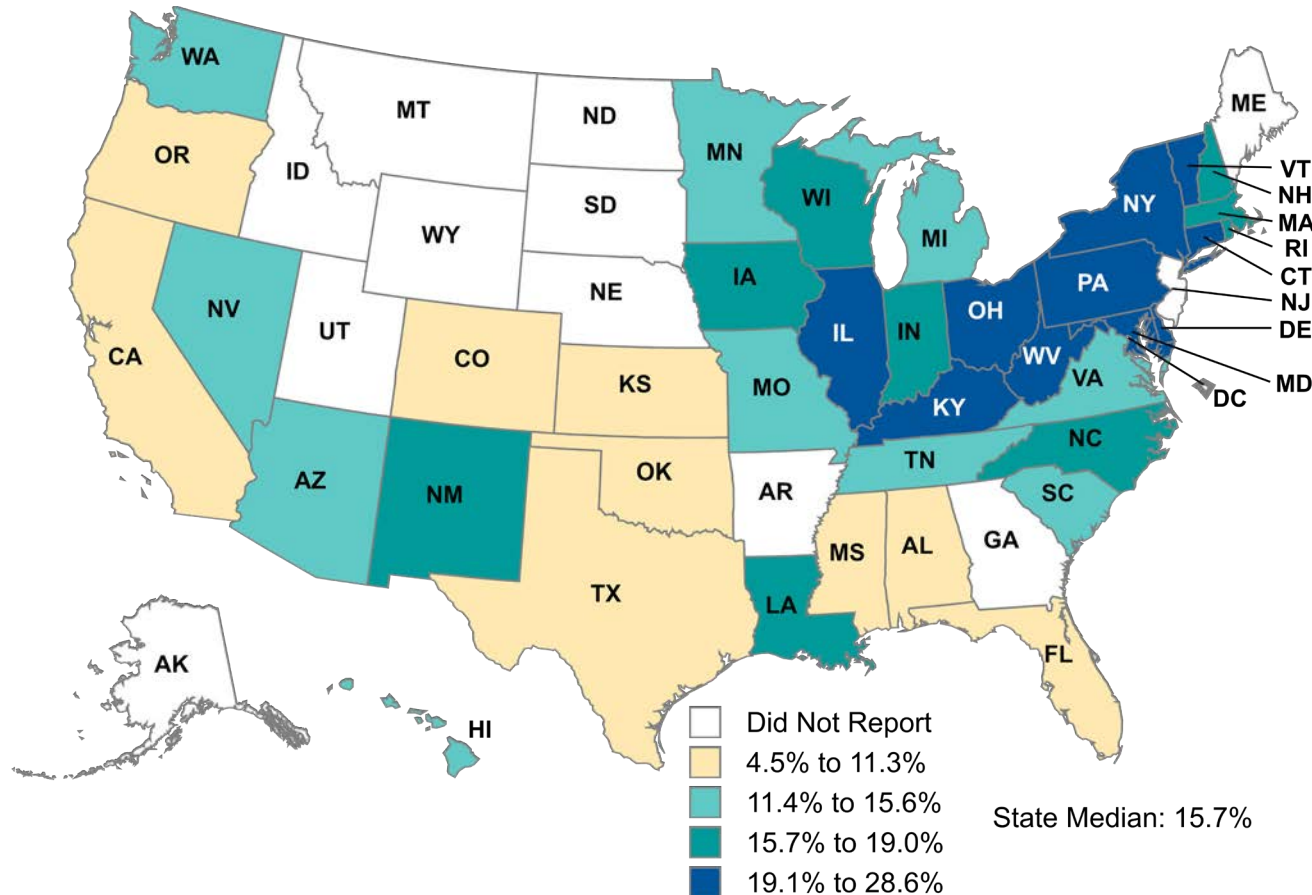 WA
MT
ND
ME
OR
ID
MN
VT
NH
SD
WI
NY
MA
WY
MI
RI
IA
CT
NE
PA
NJ
NV
UT
IL
IN
OH
DE
CA
CO
KS
MO
WV
VA
MD
DC
KY
NC
TN
AZ
NM
OK
AR
SC
MS
AL
GA
TX
LA
AK
FL
HI
Did Not Report
4.5% to 11.3%
11.4% to 15.6%
State Median: 15.7%
15.7% to 19.0%
19.1% to 28.6%